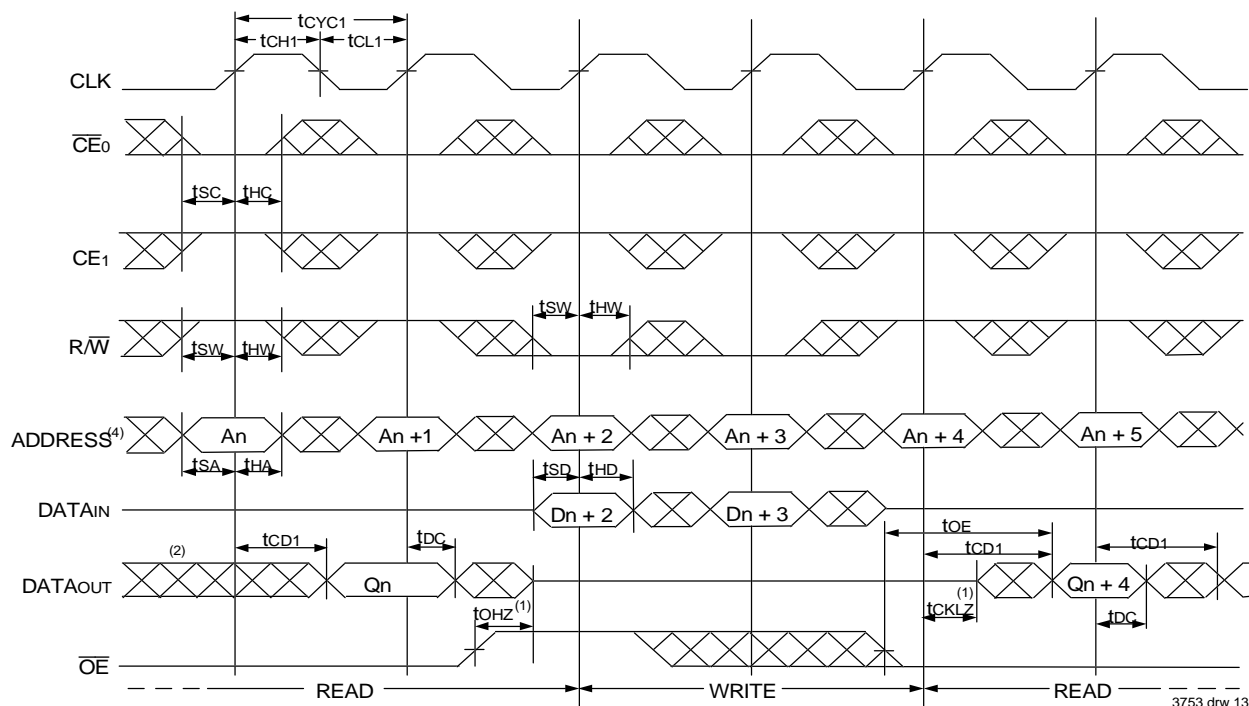 tCYC1
tCH1 tCL1
CLK
CE0
tSC tHC
CE1
tSW tHW
R/W
tSW tHW
ADDRESS(4) An An +1 An + 2 An + 3 An + 4 An + 5
tSA tHA
tSD tHD
DATAIN Dn + 2 Dn + 3
tOE
(2) tCD1 tDC tCD1 tCD1
DATAOUT Qn Qn + 4
tOHZ(1) tCKLZ(1) tDC
OE
READ WRITE READ
3753 drw 13